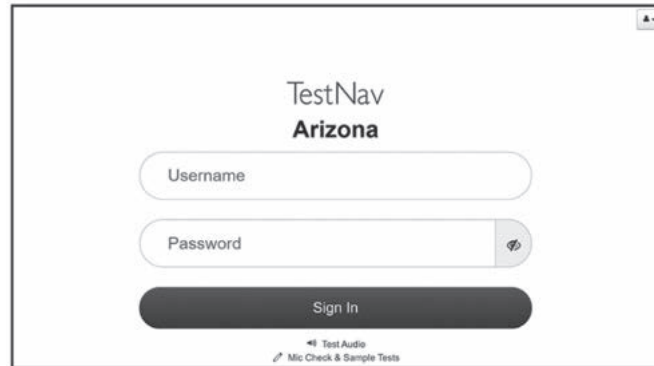 TestNav
Arizona
Username
Password
Sign In
Test Audio
Mic Check & Sample Tests